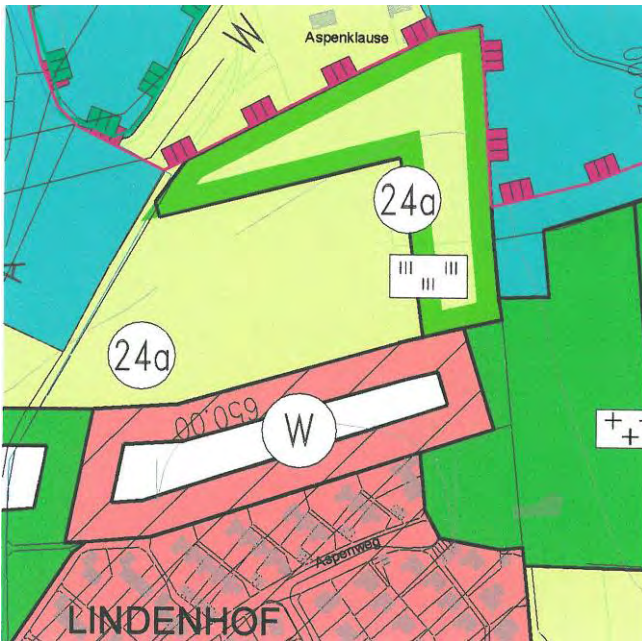 Aspenklause
W
24a
24a
650.00
W
Aspenweg
LINDENHOF